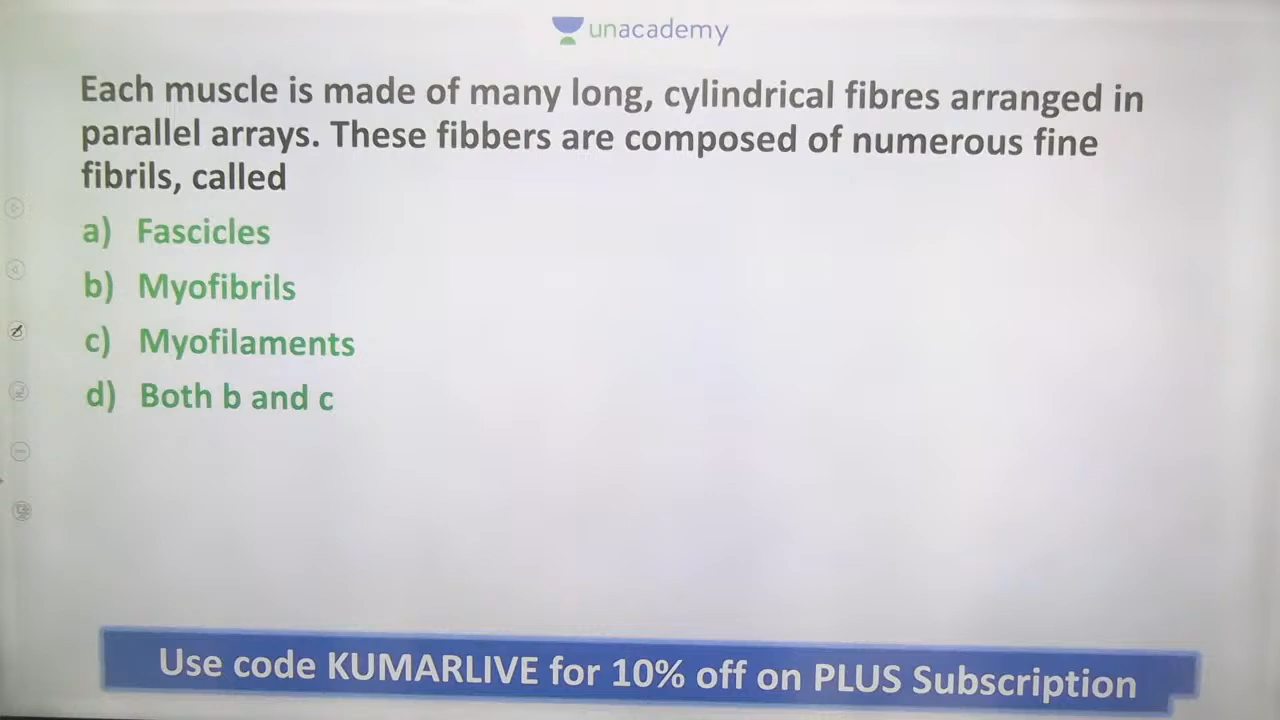 unacademy
Each muscle is made of many long, cylindrical fibres arranged in
parallel arrays. These fibbers are composed of numerous fine
fibrils, called
a) Fascicles
b) Myofibrils
c) Myofilaments
d) Both b and c
Use code KUMARLIVE for 10% off on PLUS Subscription